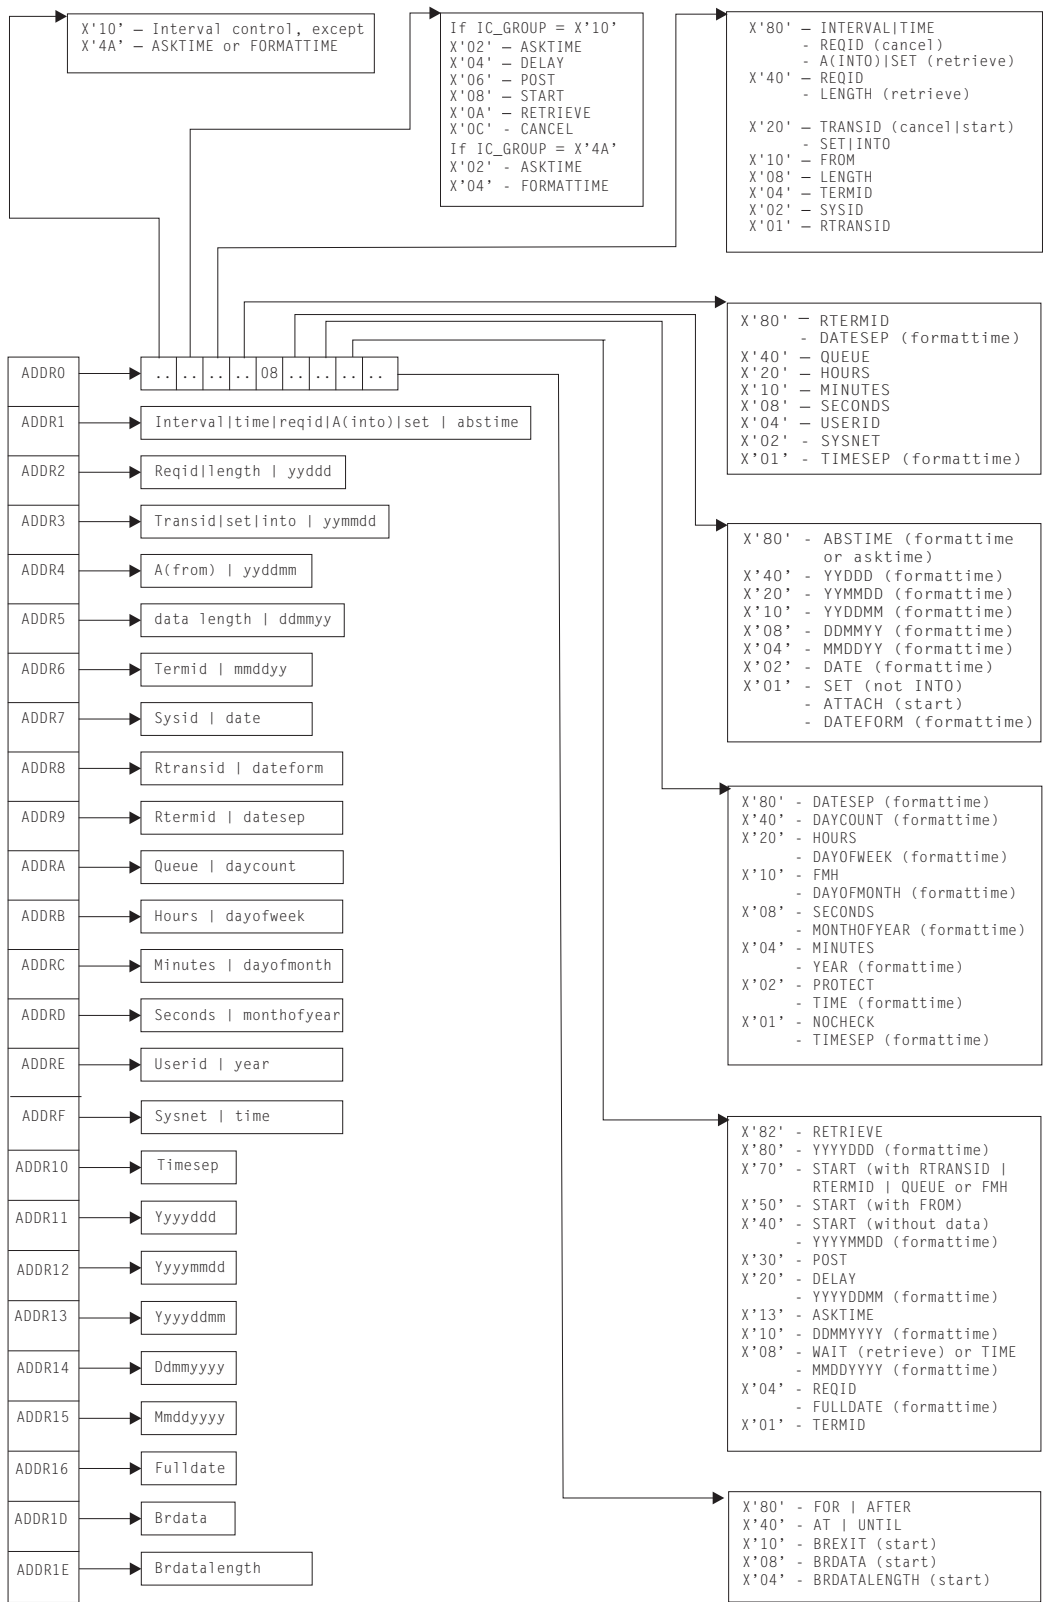 X'10' – Interval control, except
X'4A' – ASKTIME or FORMATTIME
If IC_GROUP = X'10'
X'02' – ASKTIME
X'04' – DELAY
X'06' – POST
X'08' – START
X'0A' – RETRIEVE
X'0C' - CANCEL
If IC_GROUP = X'4A'
X'02' - ASKTIME
X’04’ - FORMATTIME
X'80' – INTERVAL|TIME
- REQID (cancel)
- A(INTO)|SET (retrieve)
X'40' – REQID
- LENGTH (retrieve)
X'20' – TRANSID (cancel|start)
- SET|INTO
X'10' – FROM
X'08' – LENGTH
X'04' – TERMID
X'02' – SYSID
X'01' – RTRANSID
X'80' – RTERMID
- DATESEP (formattime)
X'40' – QUEUE
X'20' – HOURS
X'10' – MINUTES
X'08' – SECONDS
X'04' – USERID
X'02' - SYSNET
X’01’ - TIMESEP (formattime)
X'80' - ABSTIME (formattime
or asktime)
X’40’ - YYDDD (formattime)
X’20’ - YYMMDD (formattime)
X’10’ - YYDDMM (formattime)
X’08’ - DDMMYY (formattime)
X’04’ - MMDDYY (formattime)
X’02’ - DATE (formattime)
X’01’ - SET (not INTO)
- ATTACH (start)
- DATEFORM (formattime)
X'80' - DATESEP (formattime)
X’40’ - DAYCOUNT (formattime)
X’20’ - HOURS
- DAYOFWEEK (formattime)
X’10’ - FMH
- DAYOFMONTH (formattime)
X’08’ - SECONDS
- MONTHOFYEAR (formattime)
X’04’ - MINUTES
- YEAR (formattime)
X’02’ - PROTECT
- TIME (formattime)
X’01’ - NOCHECK
- TIMESEP (formattime)
X'82' - RETRIEVE
X’80’ - YYYYDDD (formattime)
X’70’ - START (with RTRANSID |
RTERMID | QUEUE or FMH
X’50’ - START (with FROM)
X’40’ - START (without data)
- YYYYMMDD (formattime)
X’30’ - POST
X’20’ - DELAY
- YYYYDDMM (formattime)
X’13’ - ASKTIME
X’10’ - DDMMYYYY (formattime)
X’08’ - WAIT (retrieve) or TIME
- MMDDYYYY (formattime)
X’04’ - REQID
- FULLDATE (formattime)
X’01’ - TERMID
X'80' - FOR | AFTER
X’40’ - AT | UNTIL
X’10’ - BREXIT (start)
X’08’ - BRDATA (start)
X’04’ - BRDATALENGTH (start)
ADDR0 .. .. .. .. 08 .. .. .. ..
ADDR1 Interval|time|reqid|A(into)|set | abstime
ADDR2 Reqid|length | yyddd
ADDR3 Transid|set|into | yymmdd
ADDR4 A(from) | yyddmm
ADDR5 data length | ddmmyy
ADDR6 Termid | mmddyy
ADDR7 Sysid | date
ADDR8 Rtransid | dateform
ADDR9 Rtermid | datesep
ADDRA Queue | daycount
ADDRB Hours | dayofweek
ADDRC Minutes | dayofmonth
ADDRD Seconds | monthofyear
ADDRE Userid | year
ADDRF Sysnet | time
ADDR10 Timesep
ADDR11 Yyyyddd
ADDR12 Yyyymmdd
ADDR13 Yyyyddmm
ADDR14 Ddmmyyyy
ADDR15 Mmddyyyy
ADDR16 Fulldate
ADDR1D Brdata
ADDR1E Brdatalength